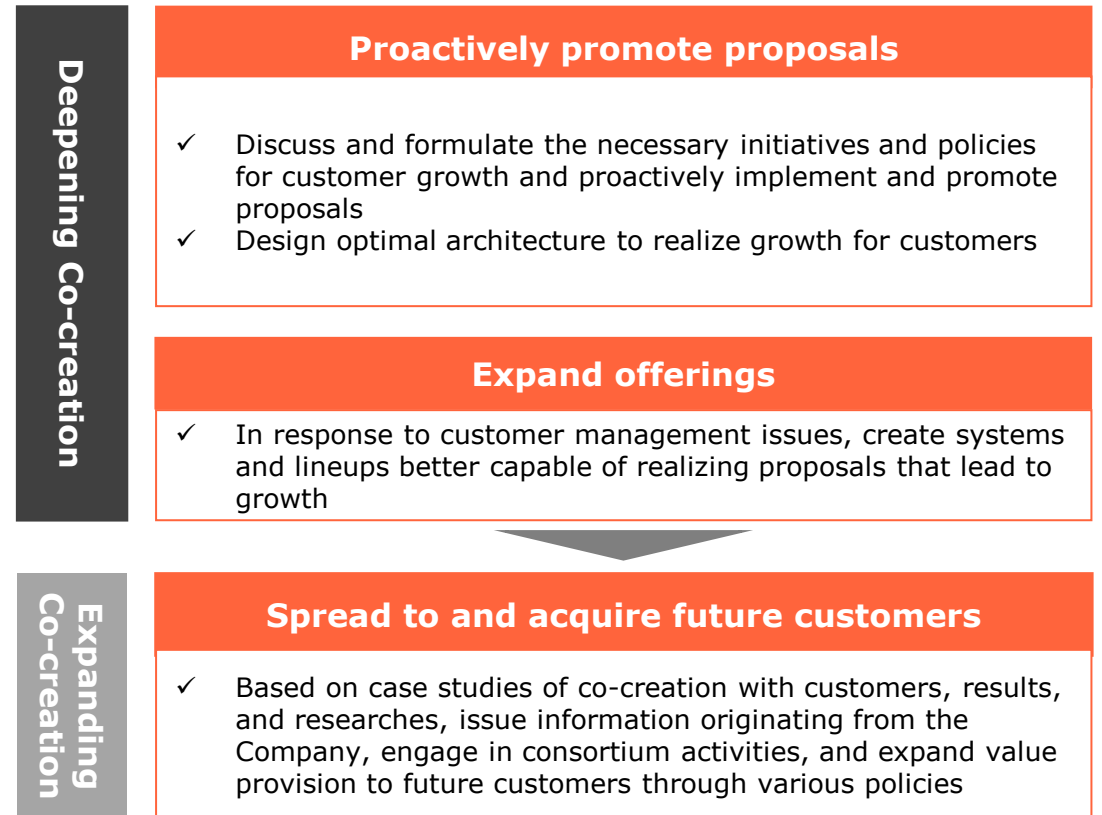 Deepening Co-creation
Proactively promote proposals
✓ Discuss and formulate the necessary initiatives and policies
for customer growth and proactively implement and promote
proposals
✓ Design optimal architecture to realize growth for customers
Expand offerings
✓ In response to customer management issues, create systems
and lineups better capable of realizing proposals that lead to
growth
Expanding
Co-creation
Spread to and acquire future customers
✓ Based on case studies of co-creation with customers, results,
and researches, issue information originating from the
Company, engage in consortium activities, and expand value
provision to future customers through various policies